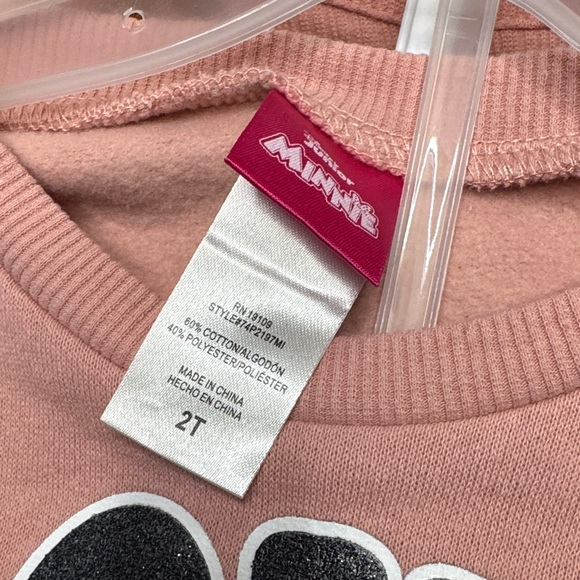 Disney
Junior
MINNIE
RN 19109
STYLE#74P2197MI
60% COTTON/ALGODÓN
40% POLYESTER/POLIÉSTER
MADE IN CHINA
HECHO EN CHINA
2T